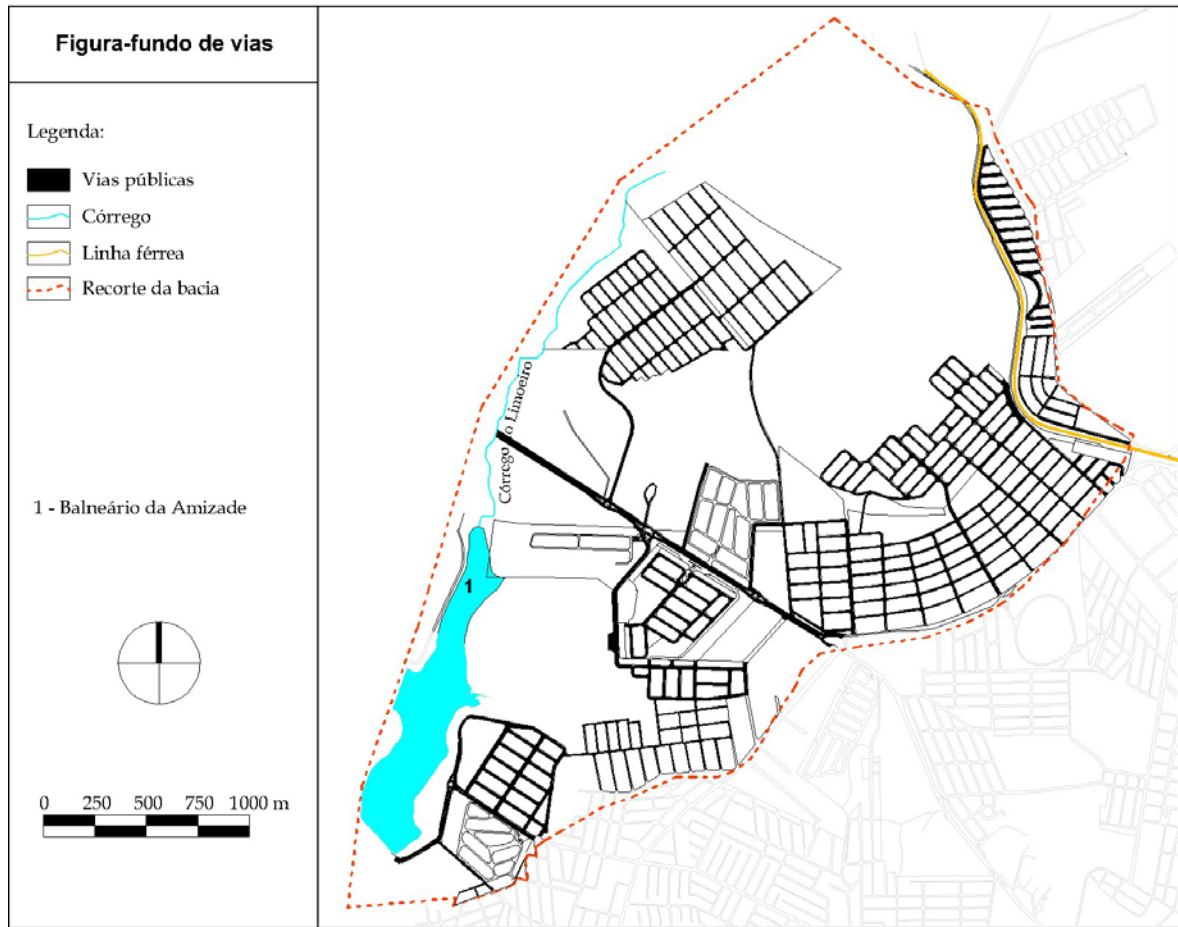 Figura-fundo de vias
Legenda:
Vias públicas
Córrego
Linha férrea
Recorte da bacia
1 - Balneário da Amizade
0 250 500 750 1000 m
Córrego do Limoeiro
1